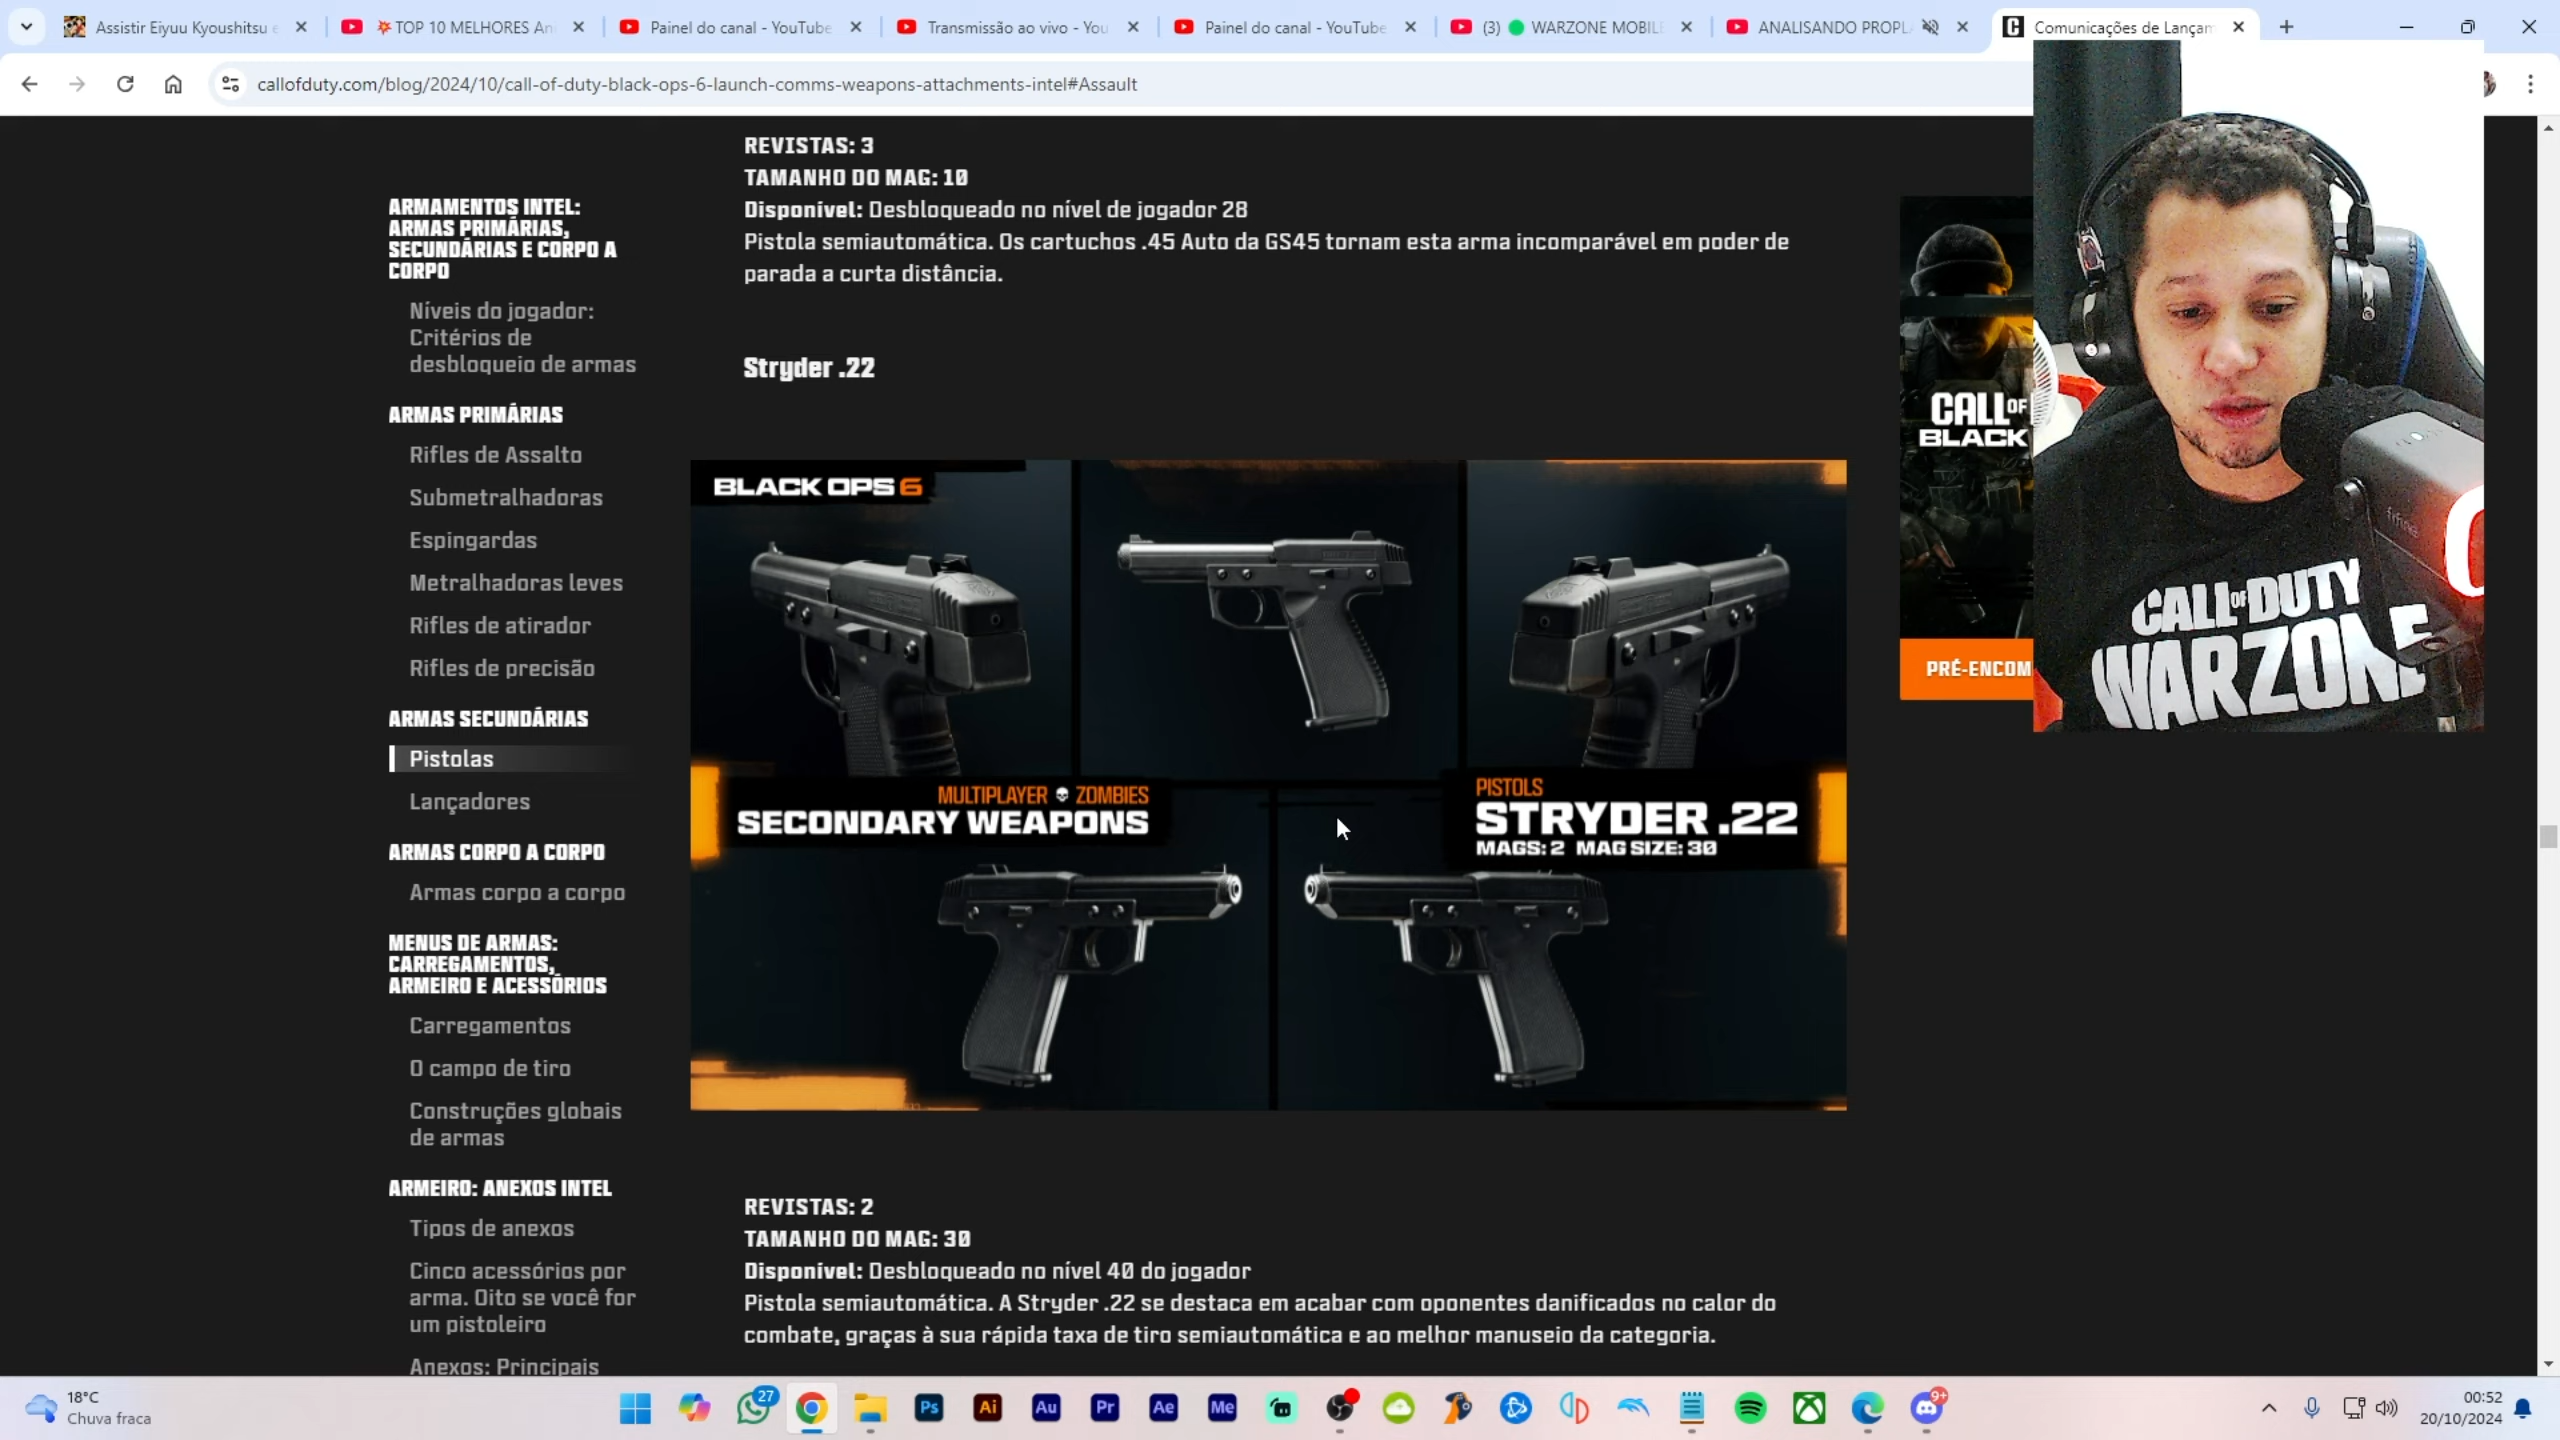 Assistir Eiyuu Kyoushitsu e
TOP 10 MELHORES An
Painel do canal - YouTube
Transmissão ao vivo - You
Painel do canal - YouTube
(3) WARZONE MOBILE
ANALISANDO PROPLA
Comunicações de Lançam
callofduty.com/blog/2024/10/call-of-duty-black-ops-6-launch-comms-weapons-attachments-intel#Assault
ARMAMENTOS INTEL:
ARMAS PRIMÁRIAS,
SECUNDÁRIAS E CORPO A
CORPO
Níveis do jogador:
Critérios de
desbloqueio de armas
ARMAS PRIMÁRIAS
Rifles de Assalto
Submetralhadoras
Espingardas
Metralhadoras leves
Rifles de atirador
Rifles de precisão
ARMAS SECUNDÁRIAS
Pistolas
Lançadores
ARMAS CORPO A CORPO
Armas corpo a corpo
MENUS DE ARMAS:
CARREGAMENTOS,
ARMEIRO E ACESSÓRIOS
Carregamentos
O campo de tiro
Construções globais
de armas
ARMEIRO: ANEXOS INTEL
Tipos de anexos
Cinco acessórios por
arma. Oito se você for
um pistoleiro
Anexos: Principais
REVISTAS: 3
TAMANHO DO MAG: 10
Disponível: Desbloqueado no nível de jogador 28
Pistola semiautomática. Os cartuchos .45 Auto da GS45 tornam esta arma incomparável em poder de
parada a curta distância.
Stryder .22
BLACK OPS 6
MULTIPLAYER ZOMBIES
SECONDARY WEAPONS
PISTOLS
STRYDER .22
MAGS: 2 MAG SIZE: 30
REVISTAS: 2
TAMANHO DO MAG: 30
Disponível: Desbloqueado no nível 40 do jogador
Pistola semiautomática. A Stryder .22 se destaca em acabar com oponentes danificados no calor do
combate, graças à sua rápida taxa de tiro semiautomática e ao melhor manuseio da categoria.
CALL OF
BLACK
PRÉ-ENCOM
fifine
CALL OF DUTY
WARZONE
18°C
Chuva fraca
27
Ps
Ai
Au
Pr
Ae
Me
9+
00:52
20/10/2024